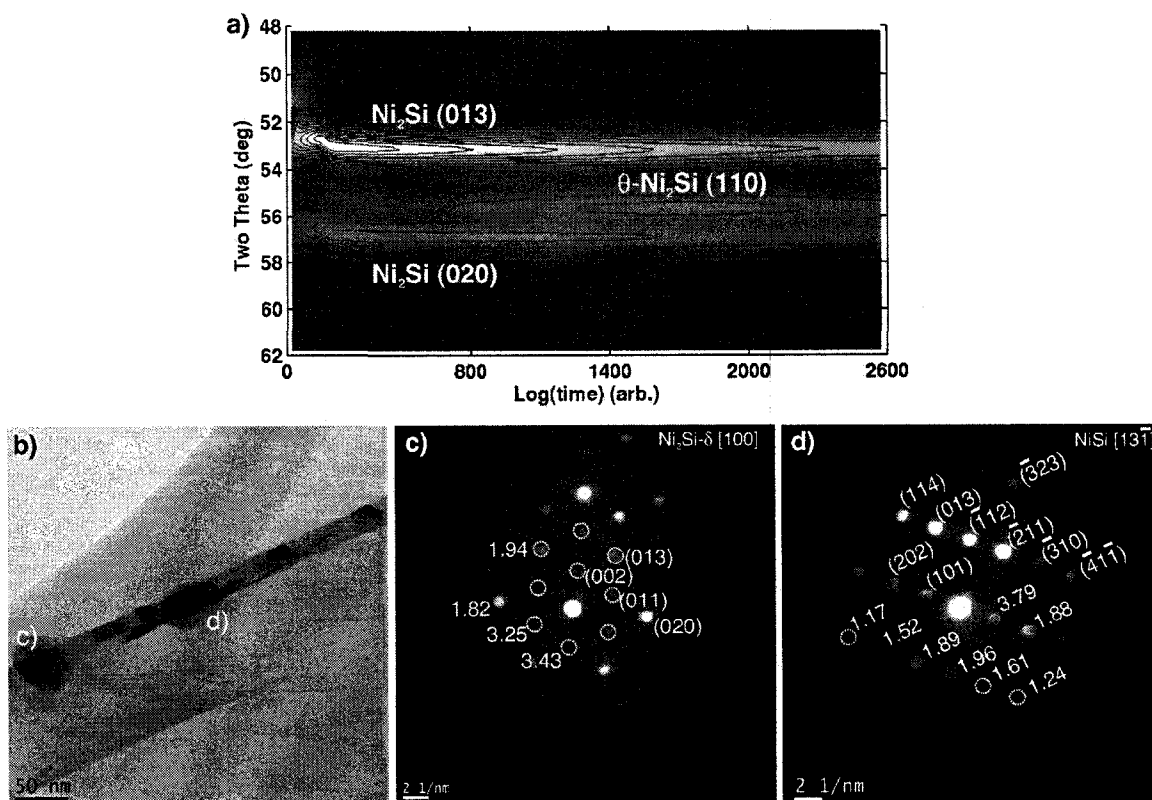 a)
48
50
52
54
56
58
60
62
Two Theta (deg)
Ni₂Si (013)
θ-Ni₂Si (110)
Ni₂Si (020)
0
800
1400
2000
2600
Log(time) (arb.)
b)
c)
d)
50 nm
c)
Ni₂Si-δ [100]
1.94
(013)
(002)
(011)
1.82
(020)
3.25
3.43
2 1/nm
d)
NiSi [131̅]
(3̅23)
(114)
(013)
(1̅12)
(2̅11)
(3̅10)
(4̅11̅)
(202)
(101)
3.79
1.88
1.17
1.52
1.89
1.96
1.61
1.24
2 1/nm